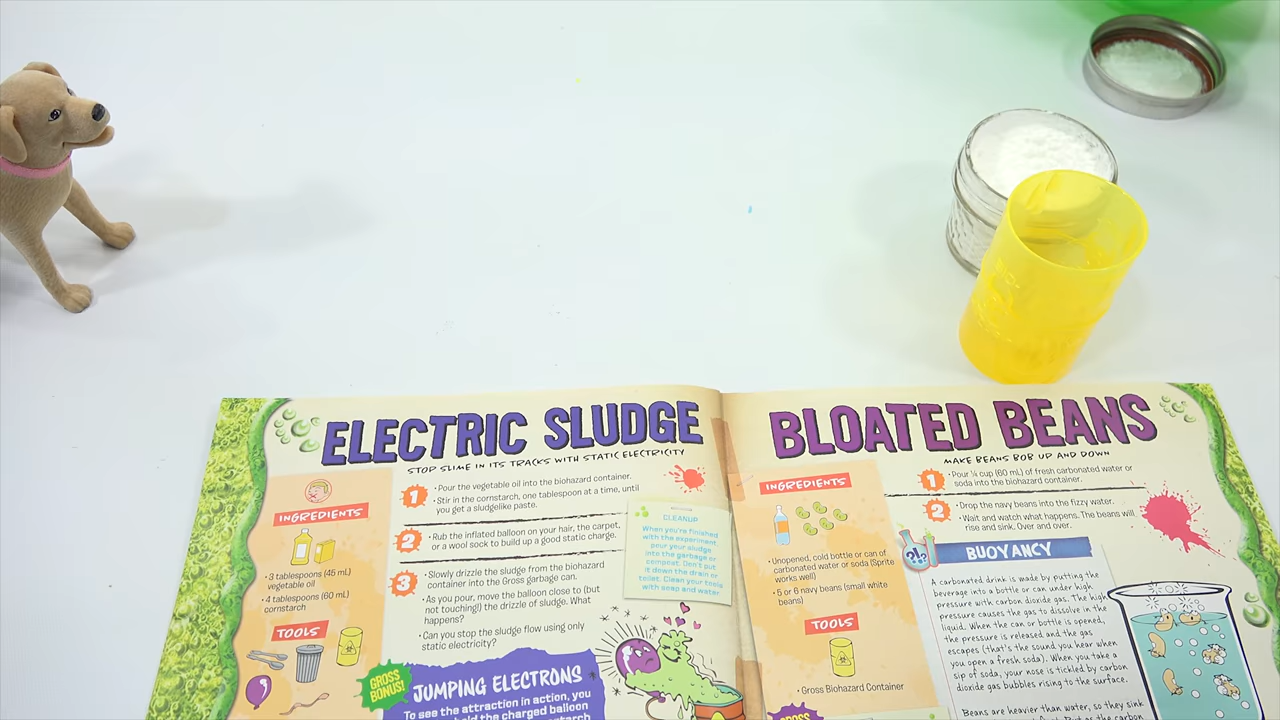 ELECTRIC SLUDGE
STOP SLIME IN ITS TRACKS WITH STATIC ELECTRICITY
INGREDIENTS
• 3 tablespoons (45 mL)
vegetable oil
• 4 tablespoons (60 mL)
cornstarch
TOOLS
1
• Pour the vegetable oil into the biohazard container.
• Stir in the cornstarch, one tablespoon at a time, until
you get a sludgelike paste.
2
• Rub the inflated balloon on your hair, the carpet,
or a wool sock to build up a good static charge.
3
• Slowly drizzle the sludge from the biohazard
container into the Gross garbage can.
• As you pour, move the balloon close to (but
not touching!) the drizzle of sludge. What
happens?
• Can you stop the sludge flow using only
static electricity?
CLEANUP
When you're finished
with the experiment,
pour your sludge
into the garbage or
compost. Don't put
it down the drain or
toilet. Clean your tools
with soap and water
GROSS
BONUS!
JUMPING ELECTRONS
To see the attraction in action, you
hold the charged balloon
BLOATED BEANS
MAKE BEANS BOB UP AND DOWN
INGREDIENTS
• Unopened, cold bottle or can of
carbonated water or soda (Sprite
works well)
• 5 or 6 navy beans (small white
beans)
TOOLS
• Gross Biohazard Container
GROSS
1
• Pour ¼ cup (60 mL) of fresh carbonated water or
soda into the biohazard container.
2
• Drop the navy beans into the fizzy water.
• Wait and watch what happens. The beans will
rise and sink. Over and over.
?!?
BUOYANCY
A carbonated drink is made by putting the
beverage into a bottle or can under high
pressure with carbon dioxide gas. The high
pressure causes the gas to dissolve in the
liquid. When the can or bottle is opened,
the pressure is released and the gas
escapes (that's the sound you hear when
you open a fresh soda). When you take a
sip of soda, your nose is tickled by carbon
dioxide gas bubbles rising to the surface.
Beans are heavier than water, so they sink